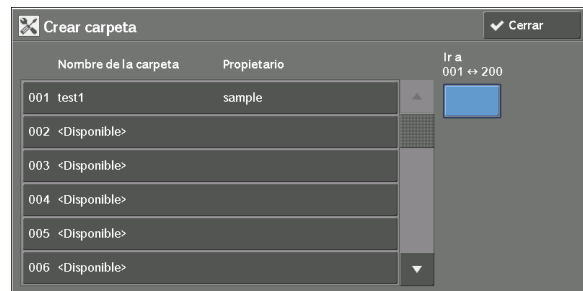 Crear carpeta
Cerrar
Nombre de la carpeta Propietario
Ir a
001 ↔ 200
001 test1 sample
002 <Disponible>
003 <Disponible>
004 <Disponible>
005 <Disponible>
006 <Disponible>